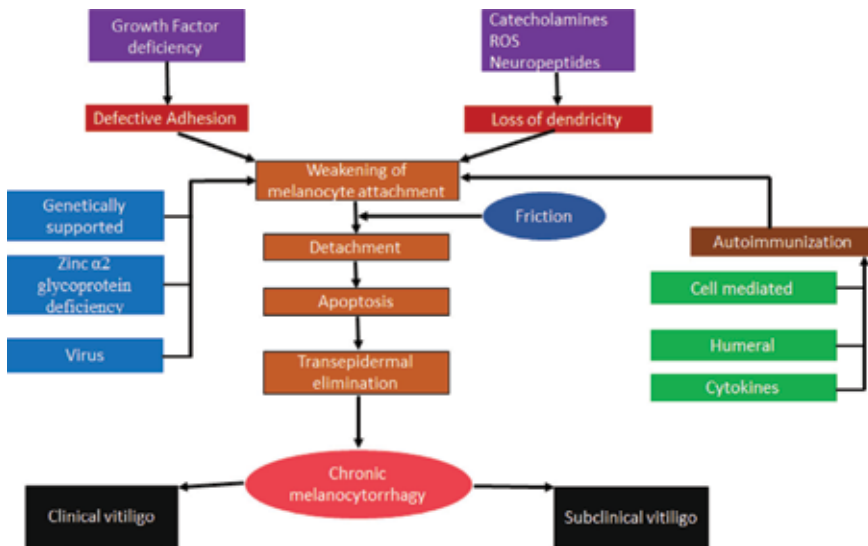 Growth Factor
deficiency
Catecholamines
ROS
Neuropeptides
Defective Adhesion
Loss of dendricity
Weakening of
melanocyte attachment
Genetically
supported
Friction
Detachment
Autoimmunization
Zinc α2
glycoprotein
deficiency
Apoptosis
Cell mediated
Virus
Humeral
Transepidermal
elimination
Cytokines
Chronic
melanocytorrhagy
Clinical vitiligo
Subclinical vitiligo